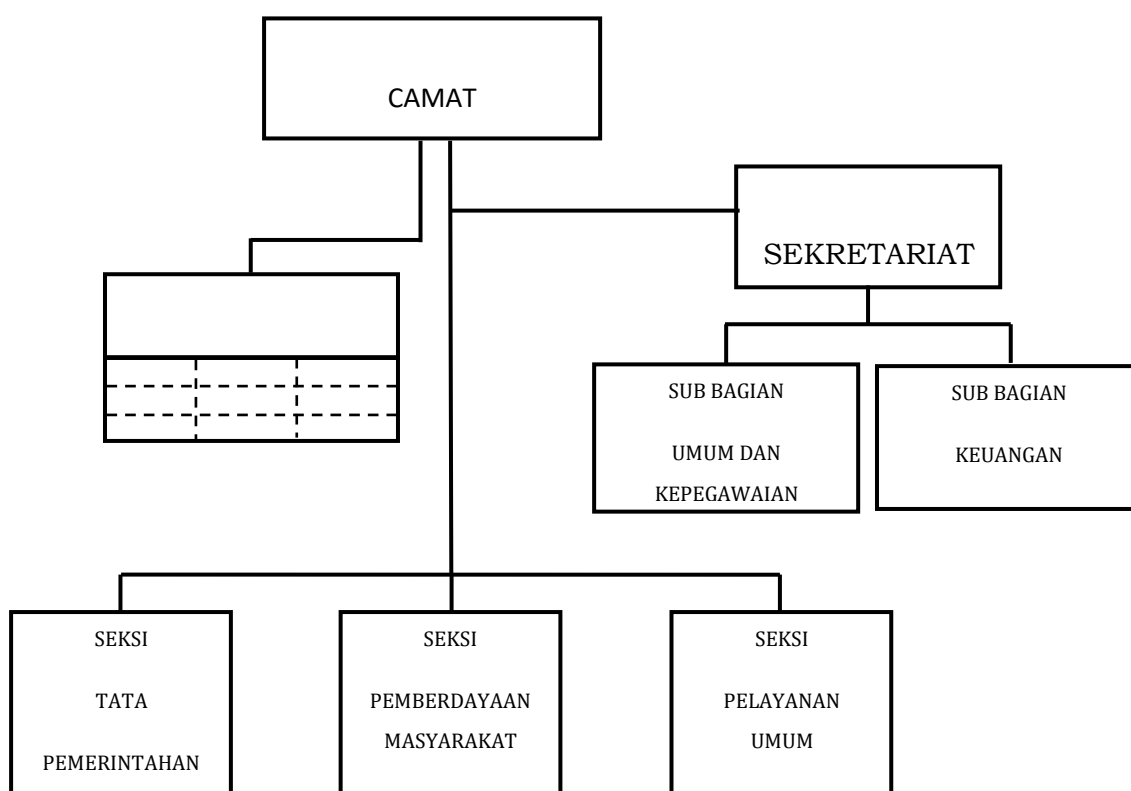 CAMAT
SEKRETARIAT
SUB BAGIAN
UMUM DAN
KEPEGAWAIAN
SUB BAGIAN
KEUANGAN
SEKSI
TATA
PEMERINTAHAN
SEKSI
PEMBERDAYAAN
MASYARAKAT
SEKSI
PELAYANAN
UMUM